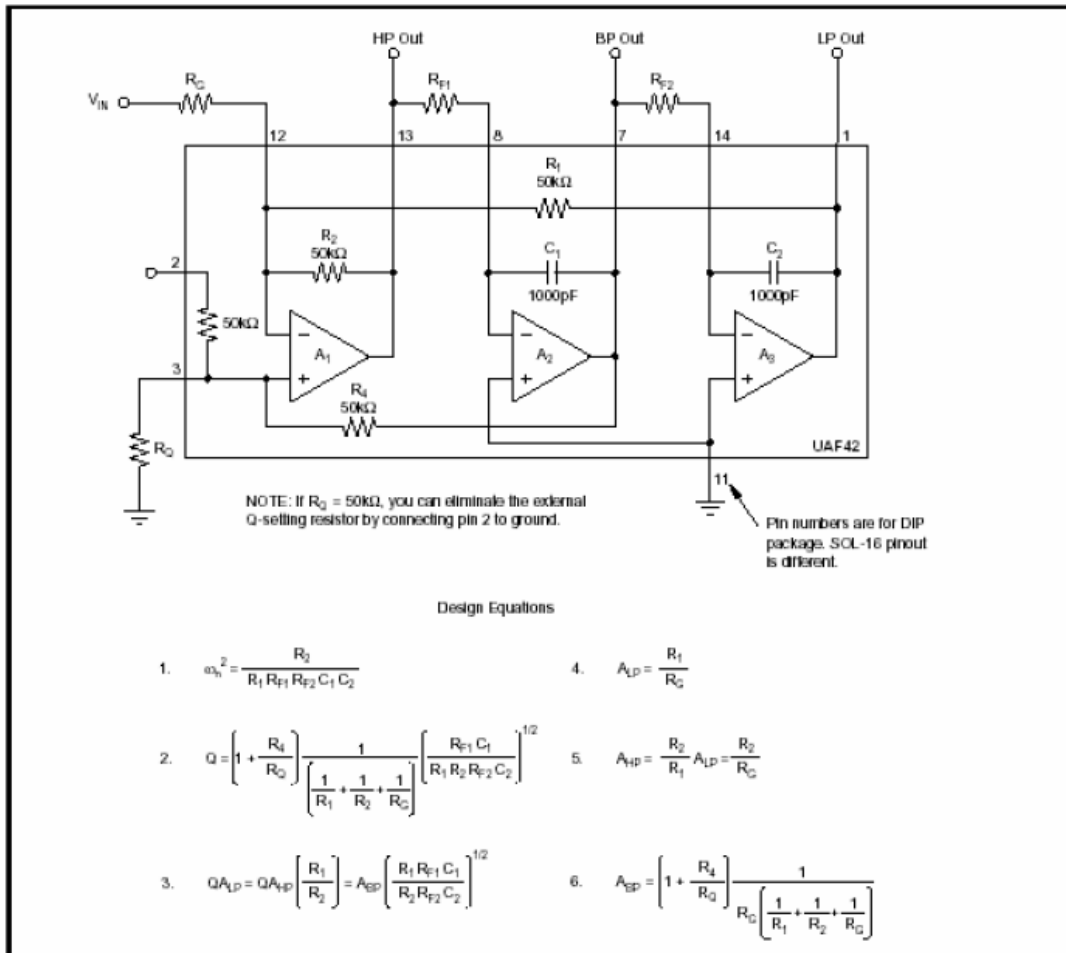 HP Out BP Out LP Out
R_G R_F1 R_F2
V_IN
12 13 8 7 14 1
R_1
50kΩ
R_2
50kΩ
C_1
1000pF
C_2
1000pF
2
50kΩ
A_1 A_2 A_3
− − −
+ + +
3
R_4
50kΩ
R_Q
UAF42
11
NOTE: If R_Q = 50kΩ, you can eliminate the external
Q-setting resistor by connecting pin 2 to ground.
Pin numbers are for DIP
package. SOL-16 pinout
is different.
Design Equations
1. ω_n^2 = R_2 / (R_1 R_F1 R_F2 C_1 C_2)
4. A_LP = R_1 / R_G
2. Q = [1 + R_4 / R_Q] 1 / [1/R_1 + 1/R_2 + 1/R_G] [R_F1 C_1 / (R_1 R_2 R_F2 C_2)]^1/2
5. A_HP = R_2 / R_1 A_LP = R_2 / R_G
3. QA_LP = QA_HP [R_1 / R_2] = A_BP [R_1 R_F1 C_1 / (R_2 R_F2 C_2)]^1/2
6. A_BP = [1 + R_4 / R_Q] 1 / (R_G [1/R_1 + 1/R_2 + 1/R_G])